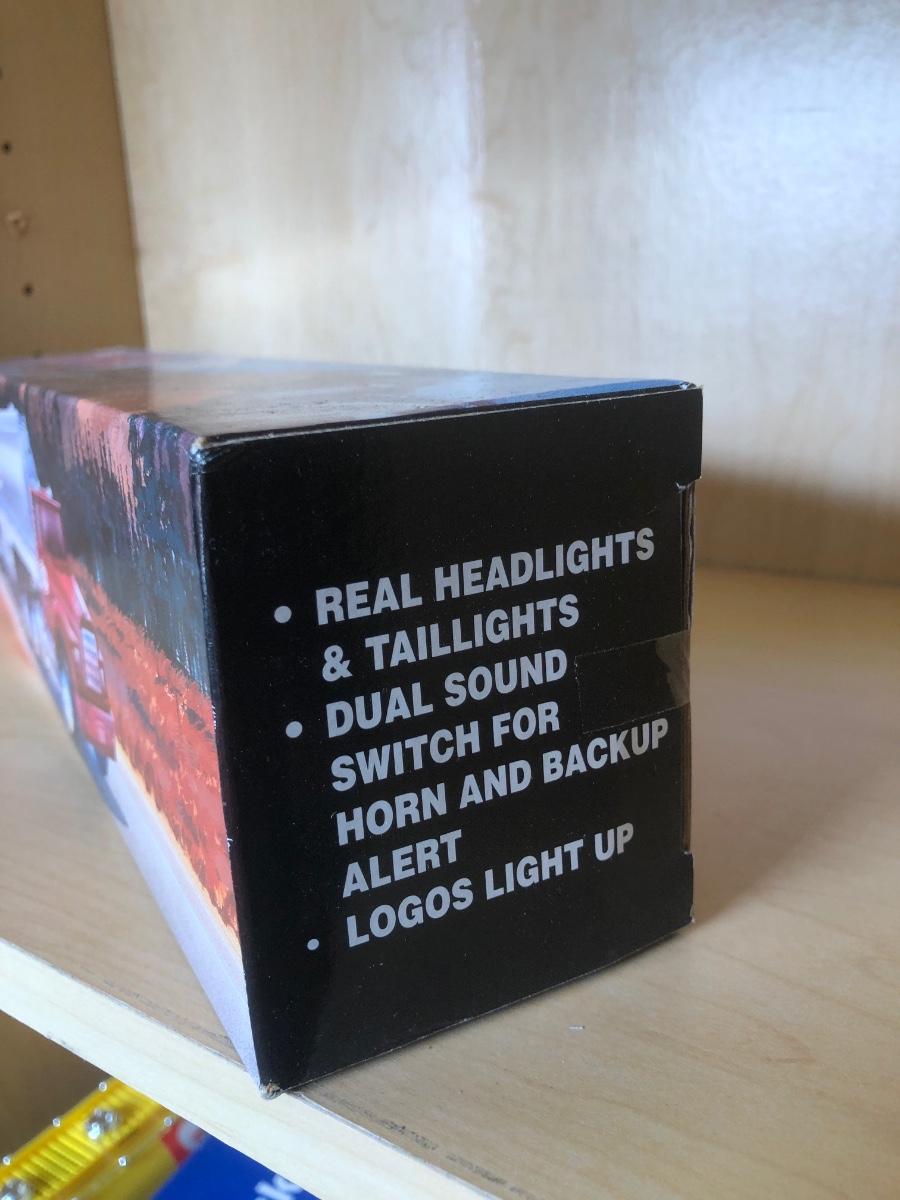 • REAL HEADLIGHTS
& TAILLIGHTS
• DUAL SOUND
SWITCH FOR
HORN AND BACKUP
ALERT
• LOGOS LIGHT UP